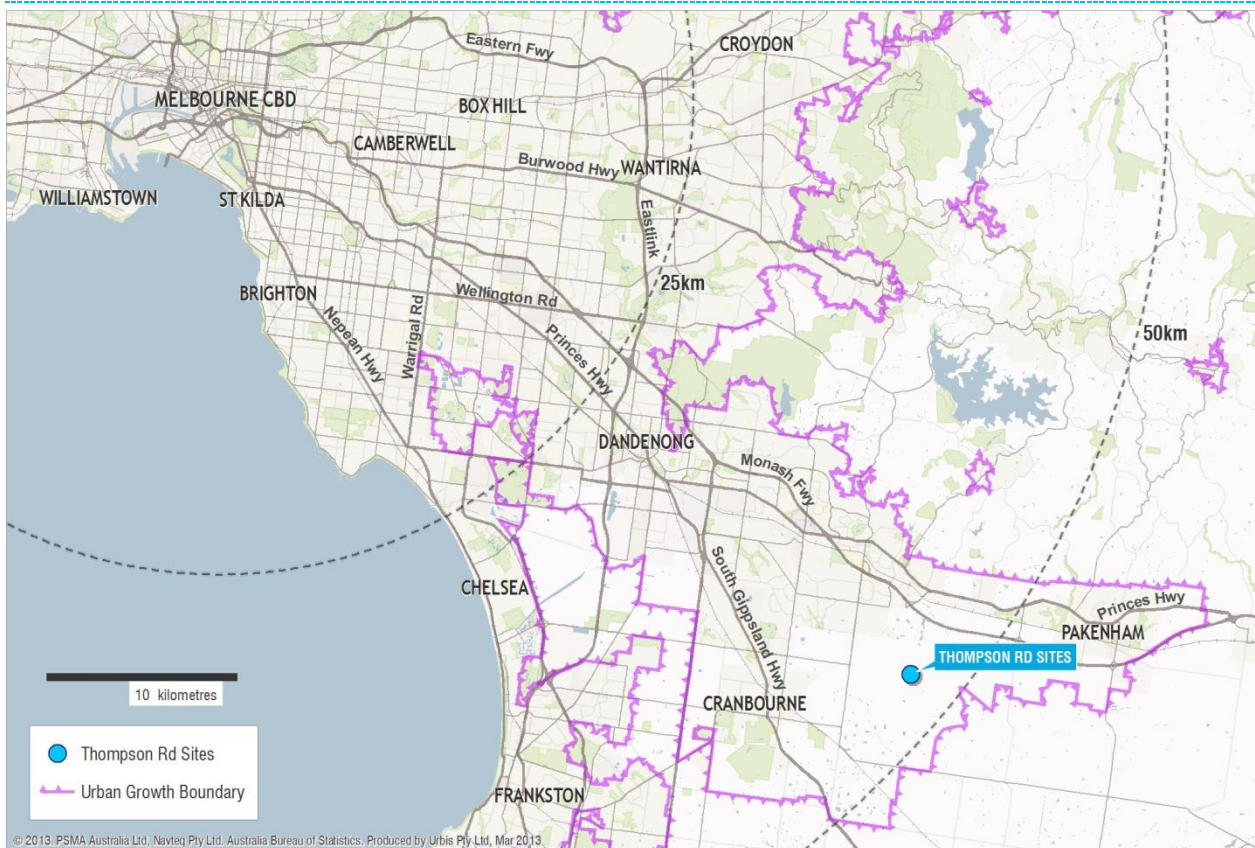 Eastern Fwy
CROYDON
MELBOURNE CBD
BOX HILL
CAMBERWELL
Burwood Hwy
WANTIRNA
WILLIAMSTOWN
ST KILDA
Eastlink
25km
BRIGHTON
Wellington Rd
Nepean Hwy
Warrigal Rd
Princes Hwy
50km
DANDENONG
Monash Fwy
CHELSEA
South Gippsland Hwy
Princes Hwy
PAKENHAM
THOMPSON RD SITES
10 kilometres
CRANBOURNE
Thompson Rd Sites
Urban Growth Boundary
FRANKSTON
© 2013. PSMA Australia Ltd, Navteq Pty Ltd. Australia Bureau of Statistics. Produced by Urbis Pty Ltd, Mar 2013